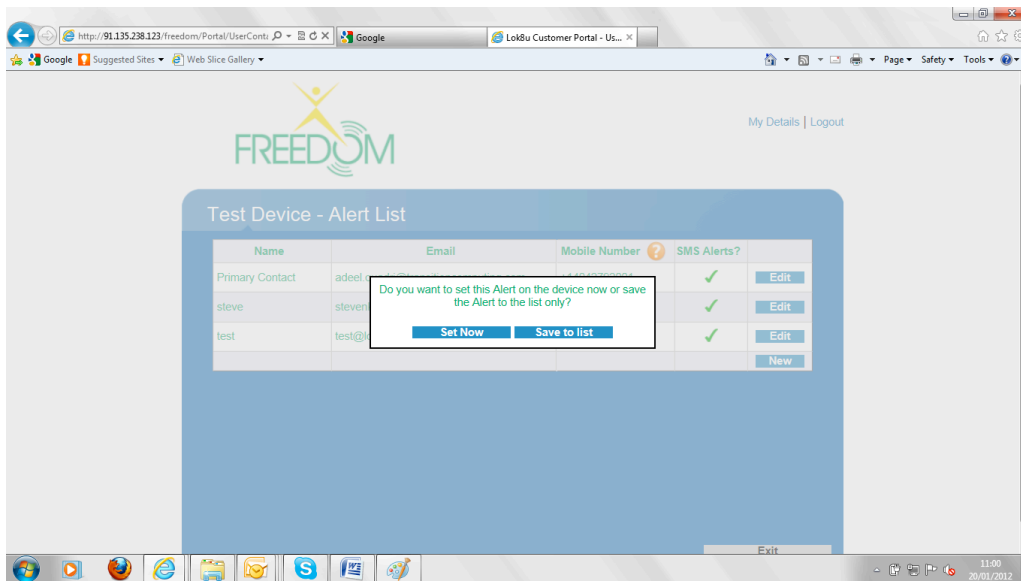 http://91.135.238.123/freedom/Portal/UserConta
Google
Lok8u Customer Portal - Us...
Google
Suggested Sites
Web Slice Gallery
Page
Safety
Tools
FREEDOM
My Details | Logout
Test Device - Alert List
Name Email Mobile Number ? SMS Alerts?
Primary Contact Edit
steve Edit
test Edit
New
Do you want to set this Alert on the device now or save
the Alert to the list only?
Set Now Save to list
Exit
11:00
20/01/2012